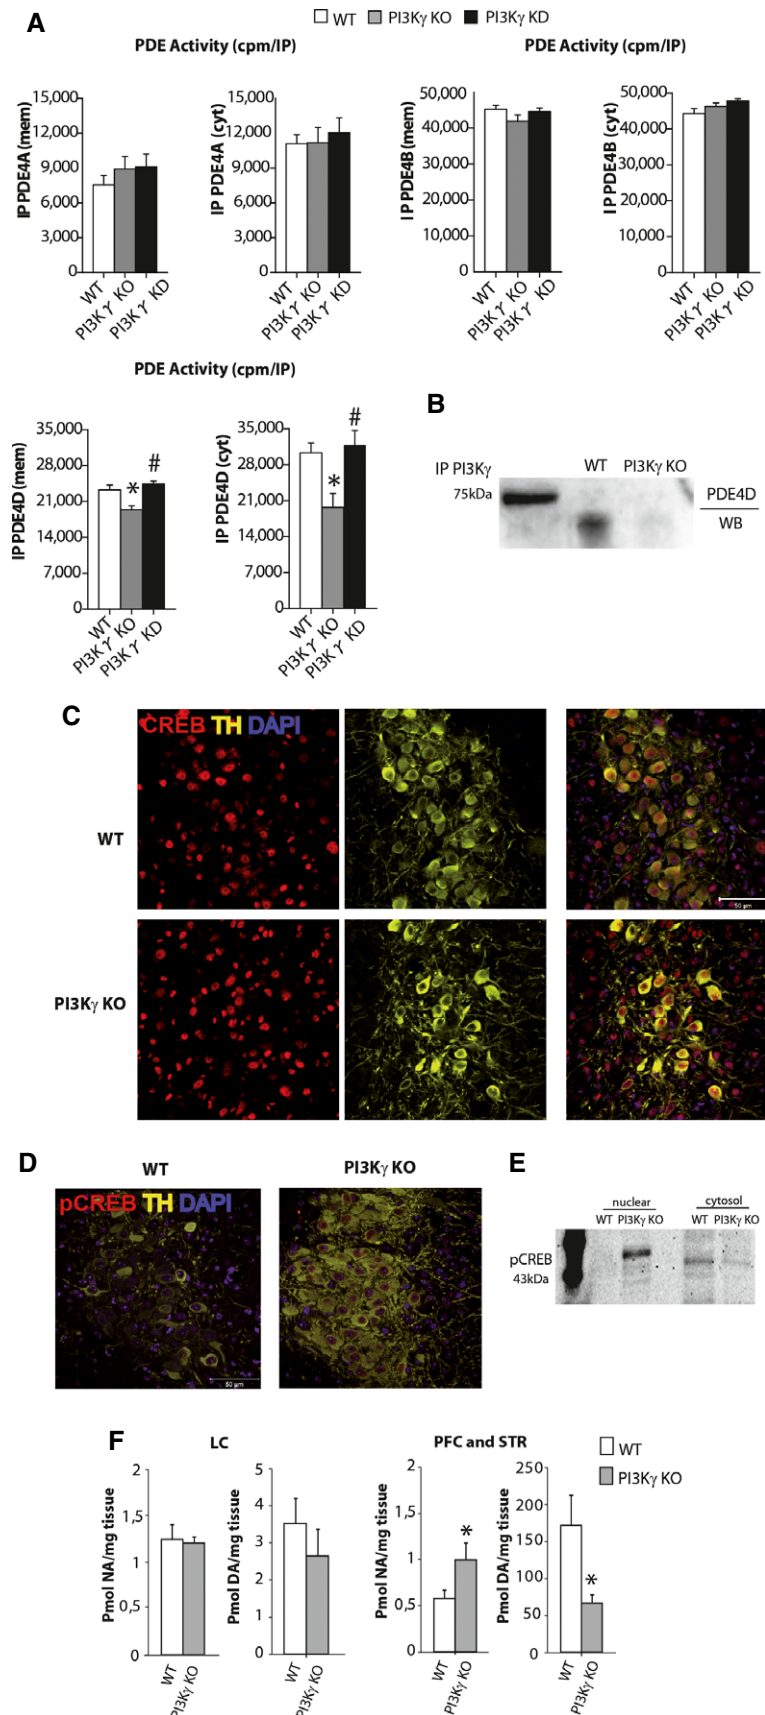 A
WT PI3Kγ KO PI3Kγ KD
PDE Activity (cpm/IP)
PDE Activity (cpm/IP)
IP PDE4A (mem)
15,000
12,000
9,000
6,000
3,000
0
WT
PI3Kγ KO
PI3Kγ KD
IP PDE4A (cyt)
15,000
12,000
9,000
6,000
3,000
0
WT
PI3Kγ KO
PI3Kγ KD
IP PDE4B (mem)
50,000
40,000
30,000
20,000
10,000
0
WT
PI3Kγ KO
PI3Kγ KD
IP PDE4B (cyt)
50,000
40,000
30,000
20,000
10,000
0
WT
PI3Kγ KO
PI3Kγ KD
PDE Activity (cpm/IP)
IP PDE4D (mem)
35,000
28,000
21,000
14,000
7,000
0
*
#
WT
PI3Kγ KO
PI3Kγ KD
IP PDE4D (cyt)
35,000
28,000
21,000
14,000
7,000
0
*
#
WT
PI3Kγ KO
PI3Kγ KD
B
IP PI3Kγ WT PI3Kγ KO
75kDa
PDE4D
WB
C
CREB TH DAPI
WT
50 µm
PI3Kγ KO
D
WT PI3Kγ KO
pCREB TH DAPI
50 µm
E
nuclear cytosol
WT PI3Kγ KO WT PI3Kγ KO
pCREB
43kDa
F
LC
PFC and STR
WT
PI3Kγ KO
Pmol NA/mg tissue
2
1,5
1
0,5
0
WT
PI3Kγ KO
Pmol DA/mg tissue
5
4
3
2
1
0
WT
PI3Kγ KO
Pmol NA/mg tissue
2
1,5
1
0,5
0
*
WT
PI3Kγ KO
Pmol DA/mg tissue
250
200
150
100
50
0
*
WT
PI3Kγ KO